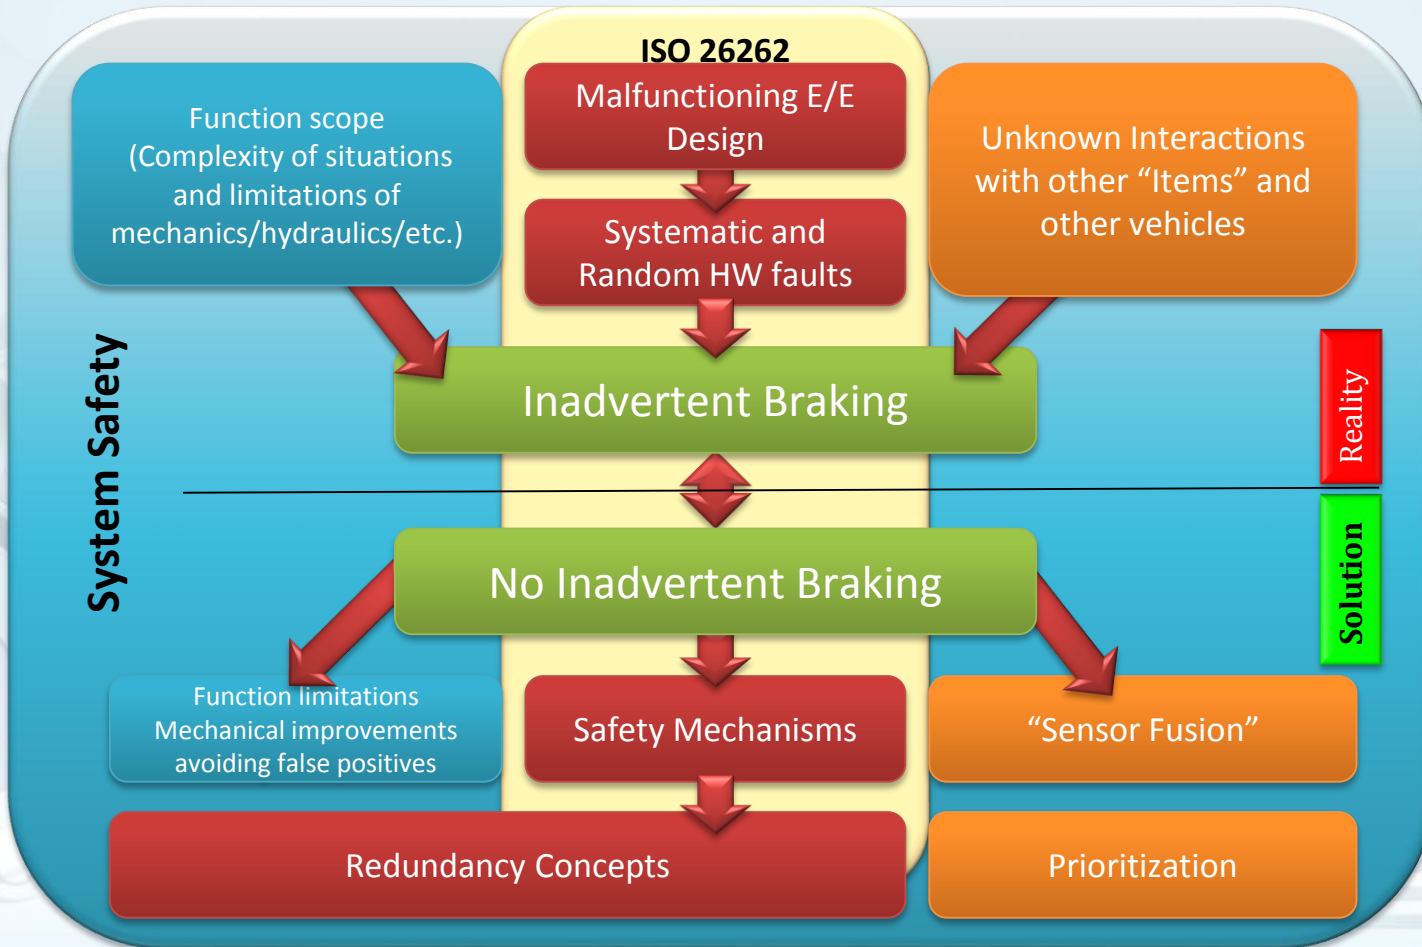 ISO 26262
Function scope
(Complexity of situations
and limitations of
mechanics/hydraulics/etc.)
Malfunctioning E/E
Design
Systematic and
Random HW faults
Unknown Interactions
with other “Items” and
other vehicles
Inadvertent Braking
System Safety
Reality
Solution
No Inadvertent Braking
Function limitations
Mechanical improvements
avoiding false positives
Safety Mechanisms
“Sensor Fusion”
Redundancy Concepts
Prioritization